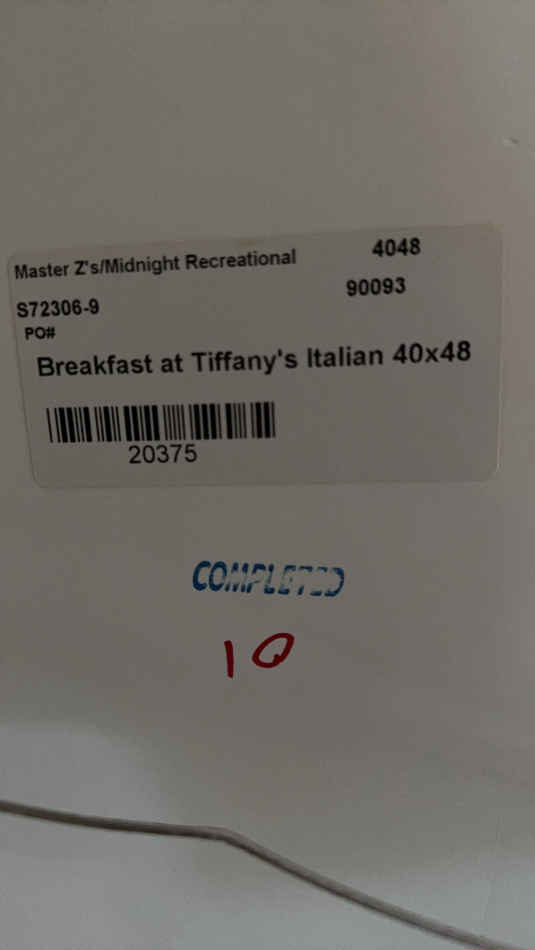 Master Z's/Midnight Recreational 4048
S72306-9 90093
PO#
Breakfast at Tiffany's Italian 40x48
20375
COMPLETED
10